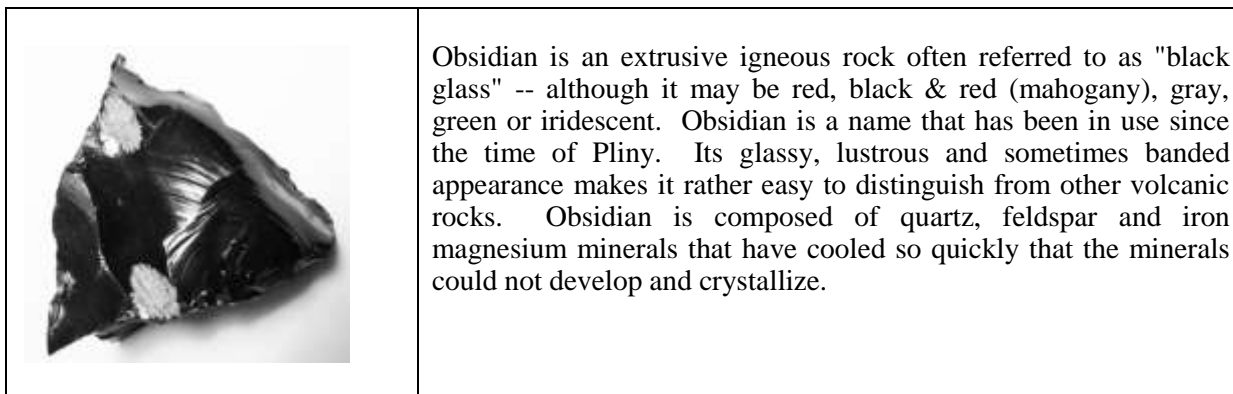 Obsidian is an extrusive igneous rock often referred to as "black
glass" -- although it may be red, black & red (mahogany), gray,
green or iridescent. Obsidian is a name that has been in use since
the time of Pliny. Its glassy, lustrous and sometimes banded
appearance makes it rather easy to distinguish from other volcanic
rocks. Obsidian is composed of quartz, feldspar and iron
magnesium minerals that have cooled so quickly that the minerals
could not develop and crystallize.